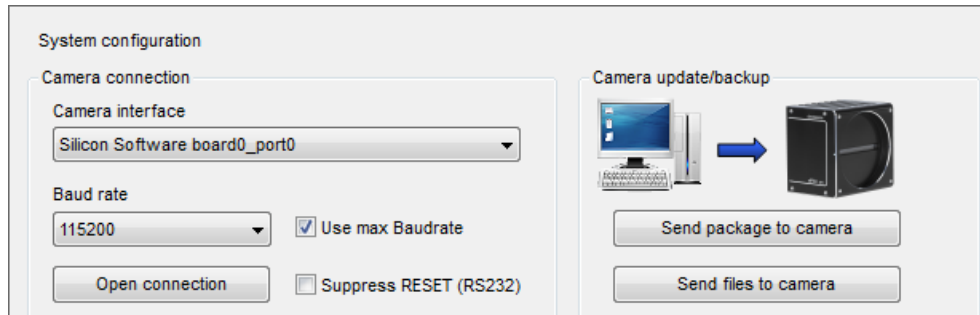 System configuration
Camera connection
Camera interface
Silicon Software board0_port0
Baud rate
115200
Use max Baudrate
Open connection
Suppress RESET (RS232)
Camera update/backup
Send package to camera
Send files to camera